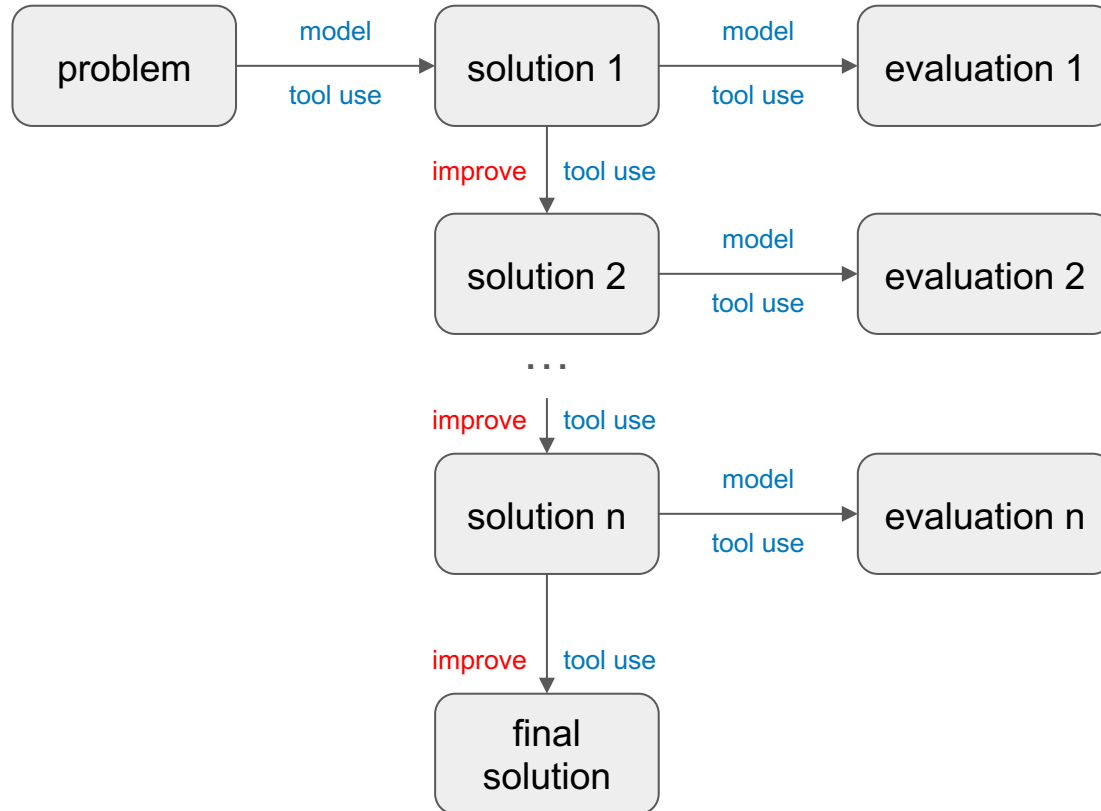 problem
model
tool use
solution 1
model
tool use
evaluation 1
improve
tool use
solution 2
model
tool use
evaluation 2
...
improve
tool use
solution n
model
tool use
evaluation n
improve
tool use
final
solution